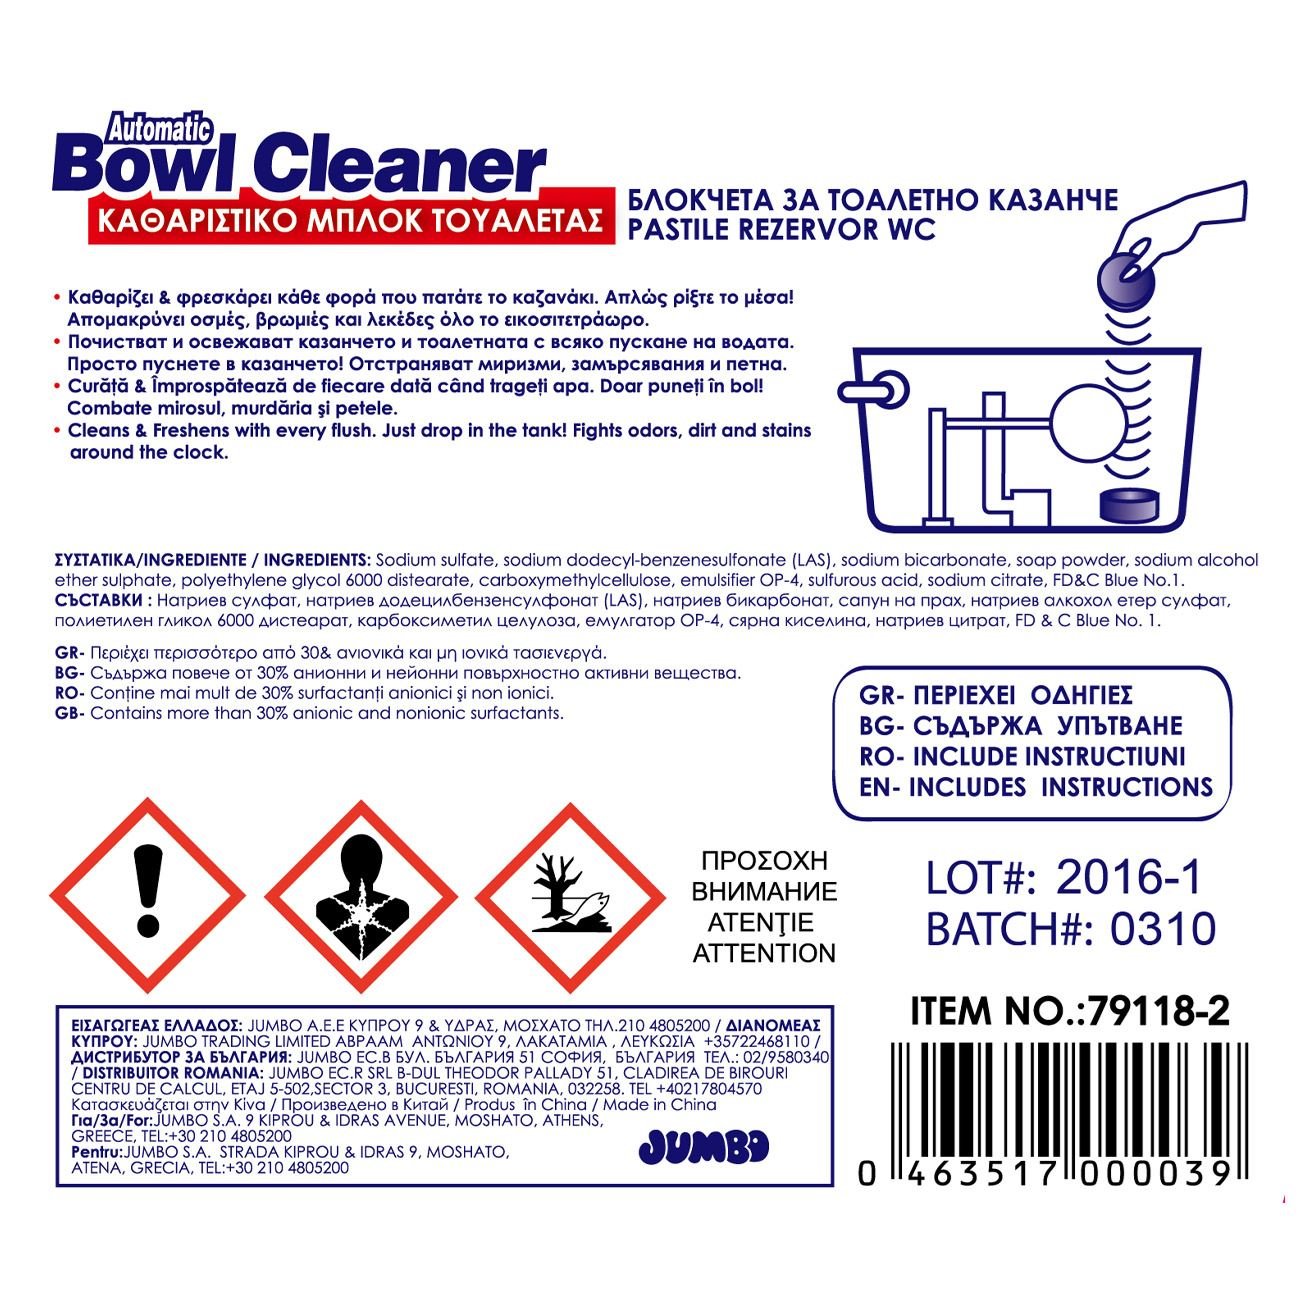 Automatic
Bowl Cleaner
ΚΑΘΑΡΙΣΤΙΚΟ ΜΠΛΟΚ ΤΟΥΑΛΕΤΑΣ
БЛОКЧЕТА ЗА ТОАЛЕТНО КАЗАНЧЕ
PASTILE REZERVOR WC
• Καθαρίζει & φρεσκάρει κάθε φορά που πατάτε το καζανάκι. Απλώς ρίξτε το μέσα!
Απομακρύνει οσμές, βρωμιές και λεκέδες όλο το εικοσιτετράωρο.
• Почистват и освежават казанчето и тоалетната с всяко пускане на водата.
Просто пуснете в казанчето! Отстраняват миризми, замърсявания и петна.
• Curăță & Împrospătează de fiecare dată când trageți apa. Doar puneți în bol!
Combate mirosul, murdăria şi petele.
• Cleans & Freshens with every flush. Just drop in the tank! Fights odors, dirt and stains
around the clock.
ΣΥΣΤΑΤΙΚΑ/INGREDIENTE / INGREDIENTS: Sodium sulfate, sodium dodecyl-benzenesulfonate (LAS), sodium bicarbonate, soap powder, sodium alcohol
ether sulphate, polyethylene glycol 6000 distearate, carboxymethylcellulose, emulsifier OP-4, sulfurous acid, sodium citrate, FD&C Blue No.1.
СЪСТАВКИ : Натриев сулфат, натриев додецилбензенсулфонат (LAS), натриев бикарбонат, сапун на прах, натриев алкохол етер сулфат,
полиетилен гликол 6000 дистеарат, карбоксиметил целулоза, емулгатор OP-4, сярна киселина, натриев цитрат, FD & C Blue No. 1.
GR- Περιέχει περισσότερο από 30& ανιονικά και μη ιονικά τασιενεργά.
BG- Съдържа повече от 30% анионни и нейонни повърхностно активни вещества.
RO- Conține mai mult de 30% surfactanți anionici şi non ionici.
GB- Contains more than 30% anionic and nonionic surfactants.
GR- ΠΕΡΙΕΧΕΙ ΟΔΗΓΙΕΣ
BG- СЪДЪРЖА УПЪТВАНЕ
RO- INCLUDE INSTRUCTIUNI
EN- INCLUDES INSTRUCTIONS
ΠΡΟΣΟΧΗ
ВНИМАНИЕ
ATENŢIE
ATTENTION
LOT#: 2016-1
BATCH#: 0310
ITEM NO.:79118-2
ΕΙΣΑΓΩΓΕΑΣ ΕΛΛΑΔΟΣ: JUMBO A.E.E ΚΥΠΡΟΥ 9 & ΥΔΡΑΣ, ΜΟΣΧΑΤΟ ΤΗΛ.210 4805200 / ΔΙΑΝΟΜΕΑΣ
ΚΥΠΡΟΥ: JUMBO TRADING LIMITED ΑΒΡΑΑΜ ΑΝΤΩΝΙΟΥ 9, ΛΑΚΑΤΑΜΙΑ , ΛΕΥΚΩΣΙΑ +35722468110 /
ДИСТРИБУТОР ЗА БЪЛГАРИЯ: JUMBO EC.B БУЛ. БЪЛГАРИЯ 51 СОФИЯ, БЪЛГАРИЯ ТЕЛ.: 02/9580340
/ DISTRIBUITOR ROMANIA: JUMBO EC.R SRL B-DUL THEODOR PALLADY 51, CLADIREA DE BIROURI
CENTRU DE CALCUL, ETAJ 5-502,SECTOR 3, BUCURESTI, ROMANIA, 032258. TEL +40217804570
Κατασκευάζεται στην Κίνα / Произведено в Китай / Produs în China / Made in China
Για/За/For:JUMBO S.A. 9 KIPROU & IDRAS AVENUE, MOSHATO, ATHENS,
GREECE, TEL:+30 210 4805200
Pentru:JUMBO S.A. STRADA KIPROU & IDRAS 9, MOSHATO,
ATENA, GRECIA, TEL:+30 210 4805200
JUMBO
0 463517 000039